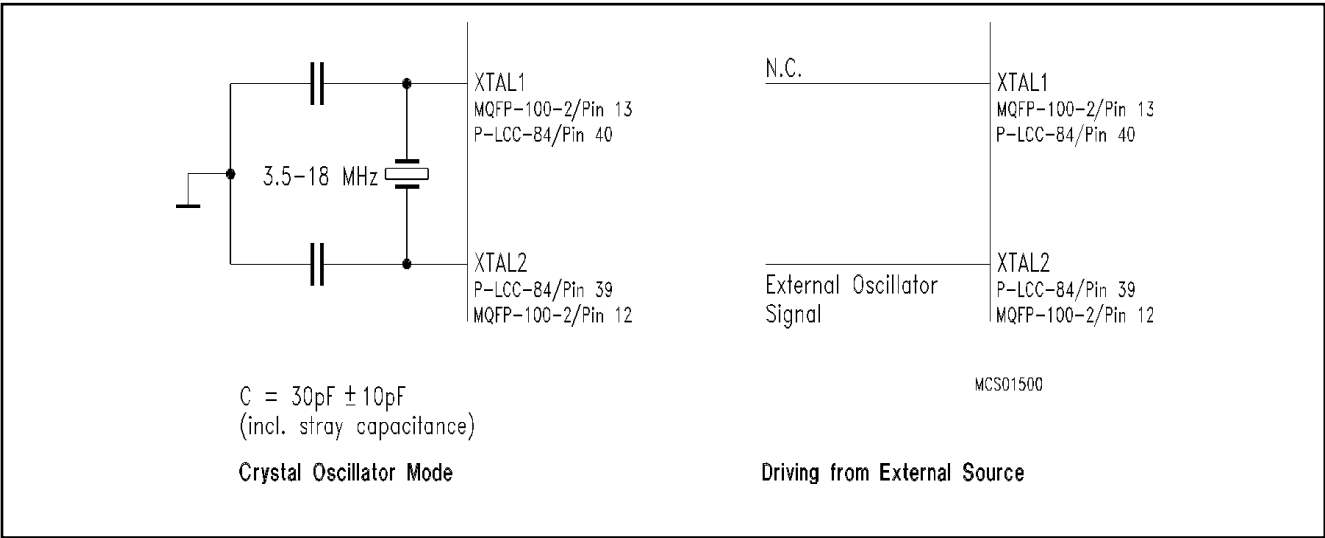 XTAL1
MQFP-100-2/Pin 13
P-LCC-84/Pin 40
3.5-18 MHz
XTAL2
P-LCC-84/Pin 39
MQFP-100-2/Pin 12
C = 30pF ± 10pF
(incl. stray capacitance)
Crystal Oscillator Mode
N.C.
XTAL1
MQFP-100-2/Pin 13
P-LCC-84/Pin 40
External Oscillator
Signal
XTAL2
P-LCC-84/Pin 39
MQFP-100-2/Pin 12
MCS01500
Driving from External Source